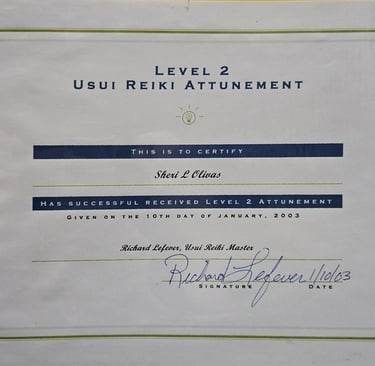 Level 2
Usui Reiki Attunement
This is to certify
Sheri L Olivas
Has successful received Level 2 Attunement
Given on the 10th day of January, 2003
Richard Lefever, Usui Reiki Master
Richard Lefever 1/10/03
Signature Date